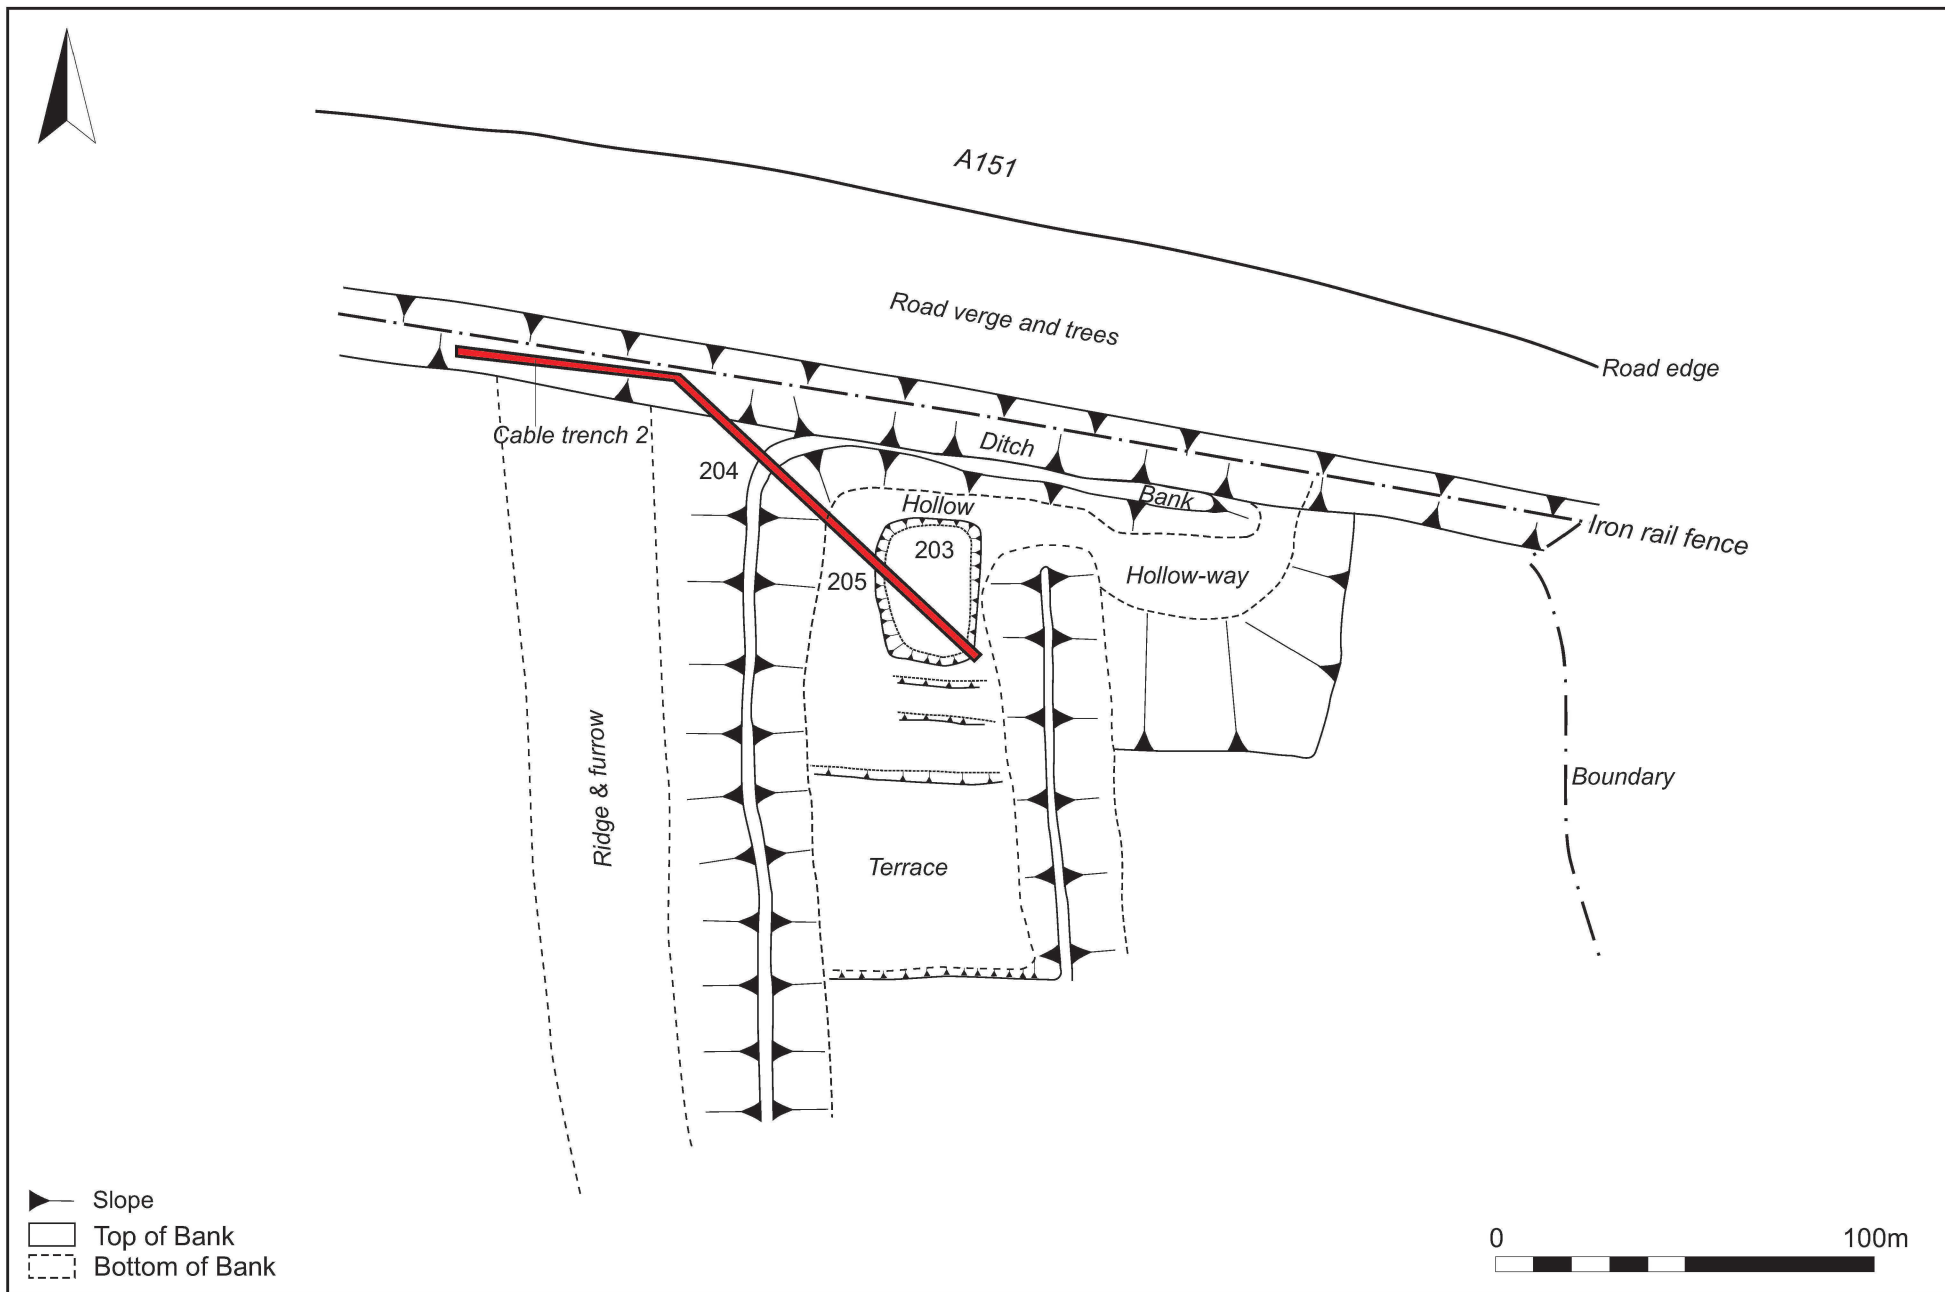 A151
Road verge and trees
Road edge
Cable trench 2
Ditch
204
Bank
Hollow
Iron rail fence
203
205
Hollow-way
Ridge & furrow
Boundary
Terrace
Slope
Top of Bank
Bottom of Bank
0 100m